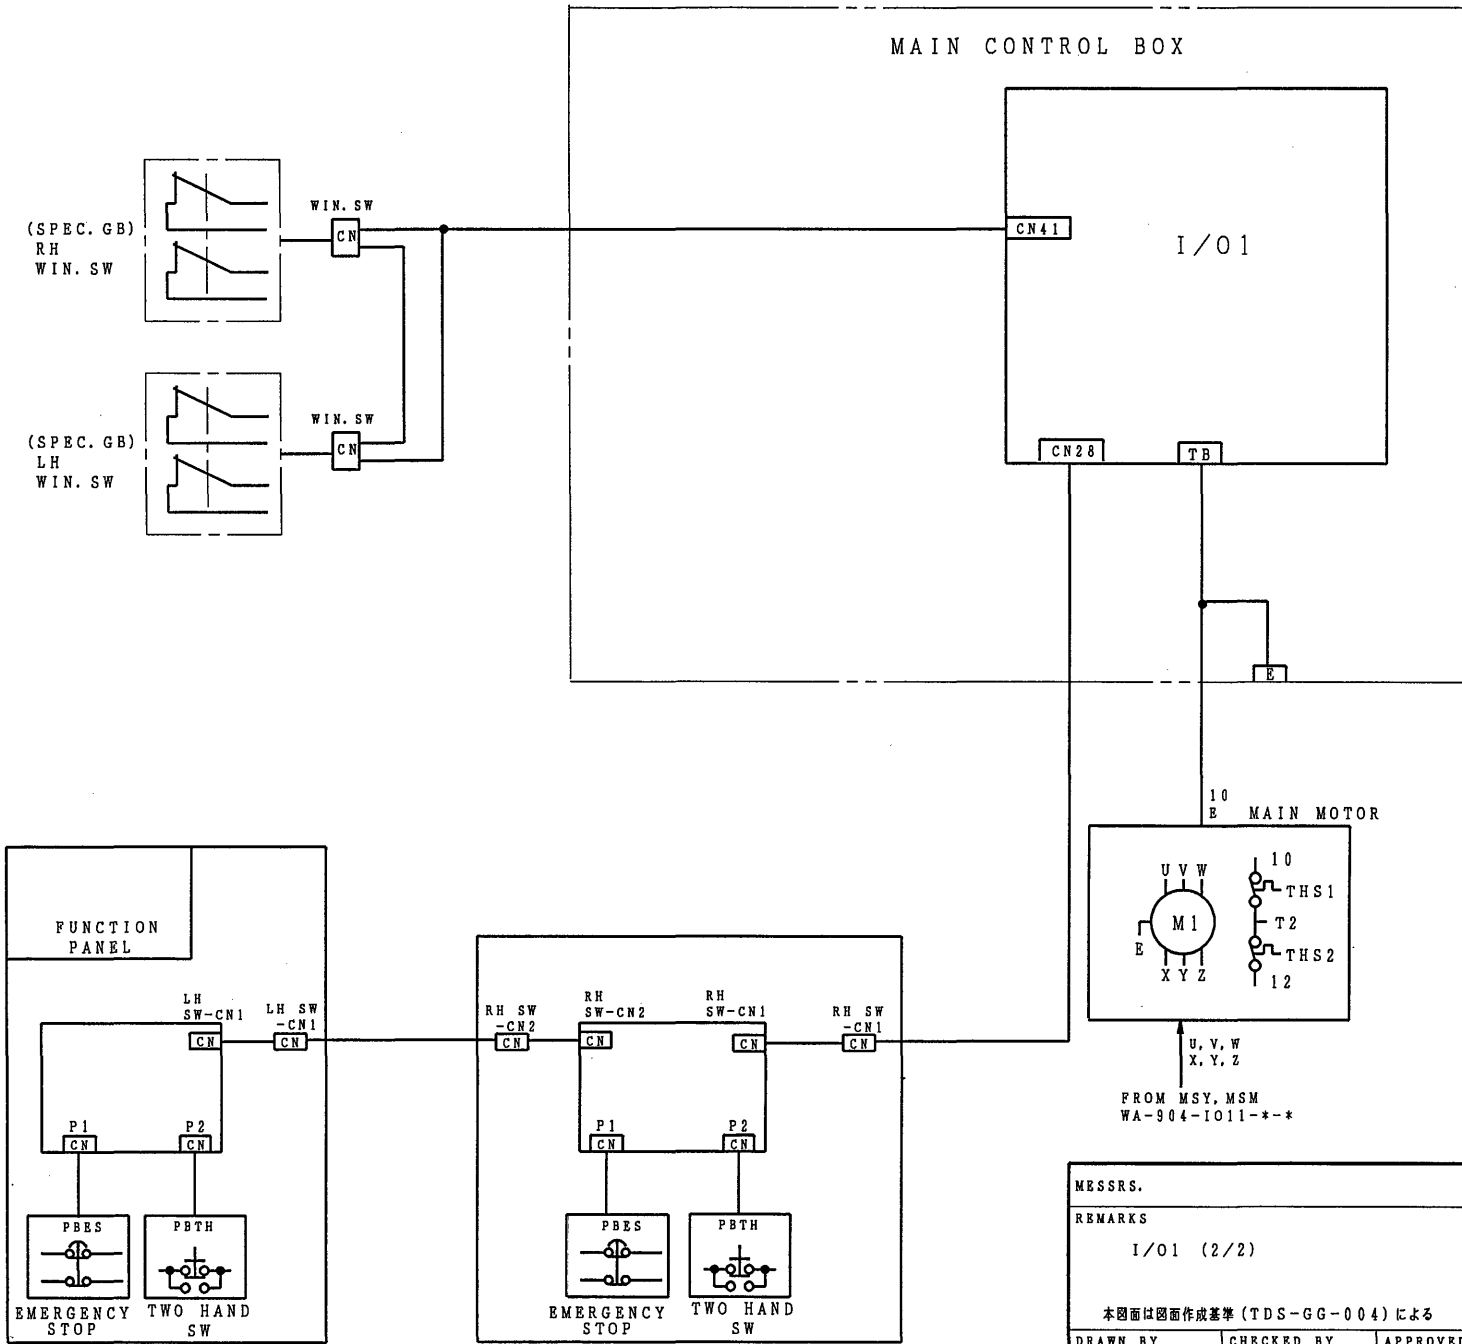 MAIN CONTROL BOX
I/O1
CN41
CN28
TB
E
(SPEC.GB)
RH
WIN.SW
WIN.SW
CN
(SPEC.GB)
LH
WIN.SW
WIN.SW
CN
10
E
MAIN MOTOR
U V W
M1
E
X Y Z
10
THS1
T2
THS2
12
U,V,W
X,Y,Z
FROM MSY,MSM
WA-904-IO11-*-*
FUNCTION
PANEL
LH
SW-CN1
CN
LH SW
-CN1
CN
P1
CN
P2
CN
PBES
EMERGENCY
STOP
PBTH
TWO HAND
SW
RH SW
-CN2
CN
RH
SW-CN2
CN
RH
SW-CN1
CN
RH SW
-CN1
CN
P1
CN
P2
CN
PBES
EMERGENCY
STOP
PBTH
TWO HAND
SW
MESSRS.
REMARKS
I/O1 (2/2)
本図面は図面作成基準(TDS-GG-004)による
DRAWN BY
CHECKED BY
APPROVED